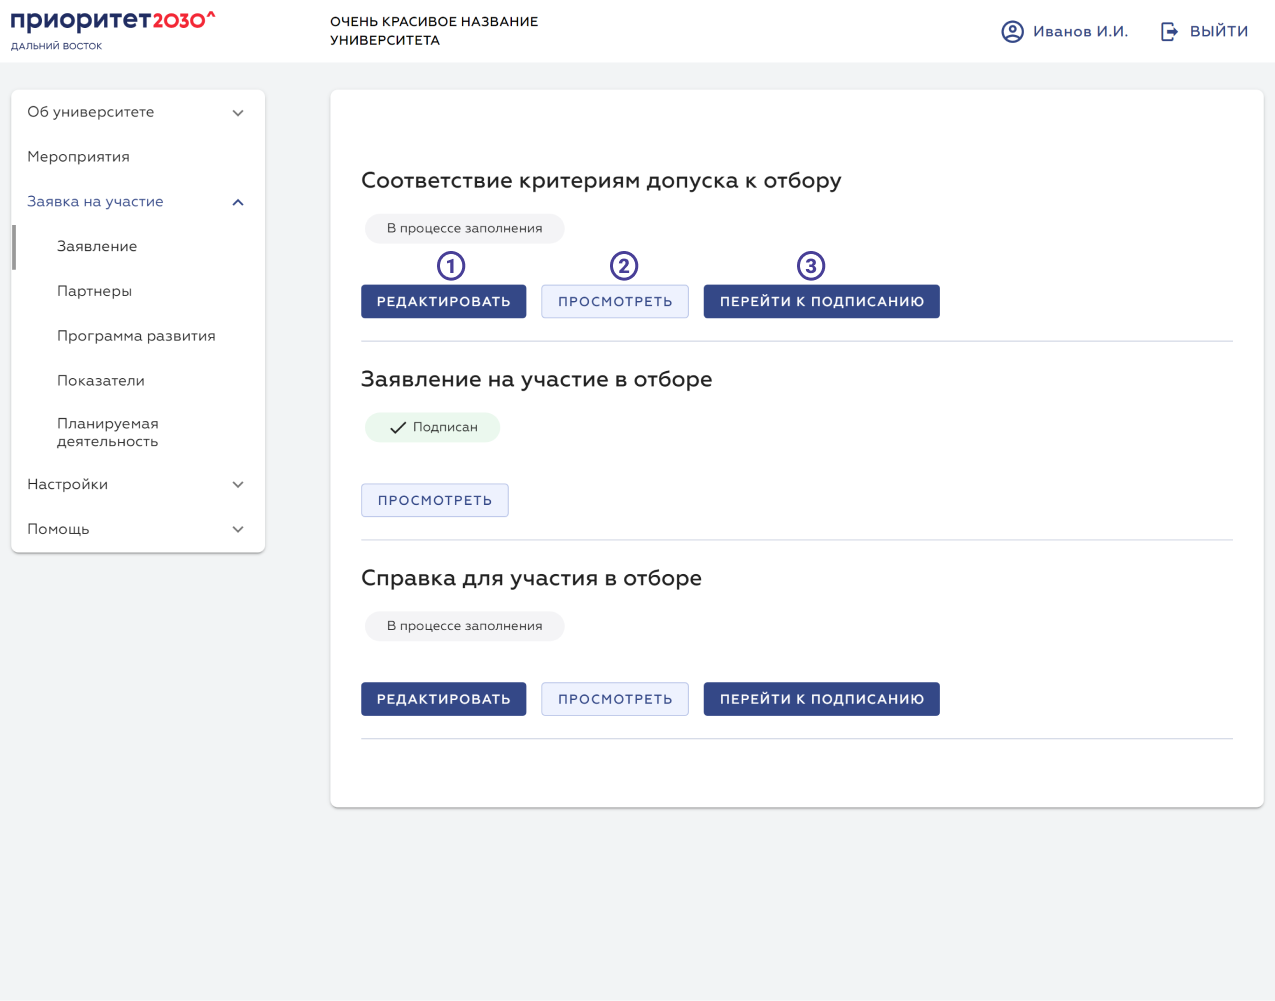 приоритет2030^
ДАЛЬНИЙ ВОСТОК
ОЧЕНЬ КРАСИВОЕ НАЗВАНИЕ
УНИВЕРСИТЕТА
Иванов И.И.
ВЫЙТИ
Об университете
Мероприятия
Заявка на участие
Заявление
Партнеры
Программа развития
Показатели
Планируемая
деятельность
Настройки
Помощь
Соответствие критериям допуска к отбору
В процессе заполнения
1 2 3
РЕДАКТИРОВАТЬ ПРОСМОТРЕТЬ ПЕРЕЙТИ К ПОДПИСАНИЮ
Заявление на участие в отборе
Подписан
ПРОСМОТРЕТЬ
Справка для участия в отборе
В процессе заполнения
РЕДАКТИРОВАТЬ ПРОСМОТРЕТЬ ПЕРЕЙТИ К ПОДПИСАНИЮ